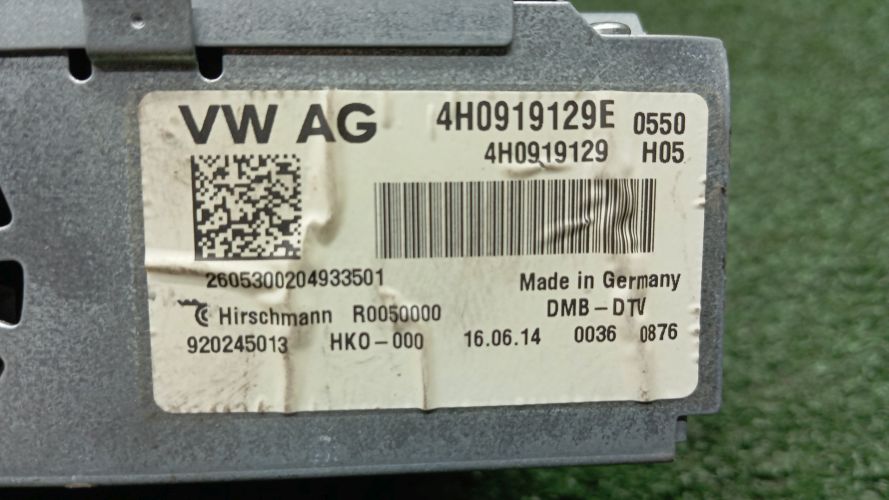 VW AG 4H0919129E 0550
4H0919129 H05
2605300204933501 Made in Germany
Hirschmann R0050000 DMB-DTV
920245013 HKO-000 16.06.14 0036 0876